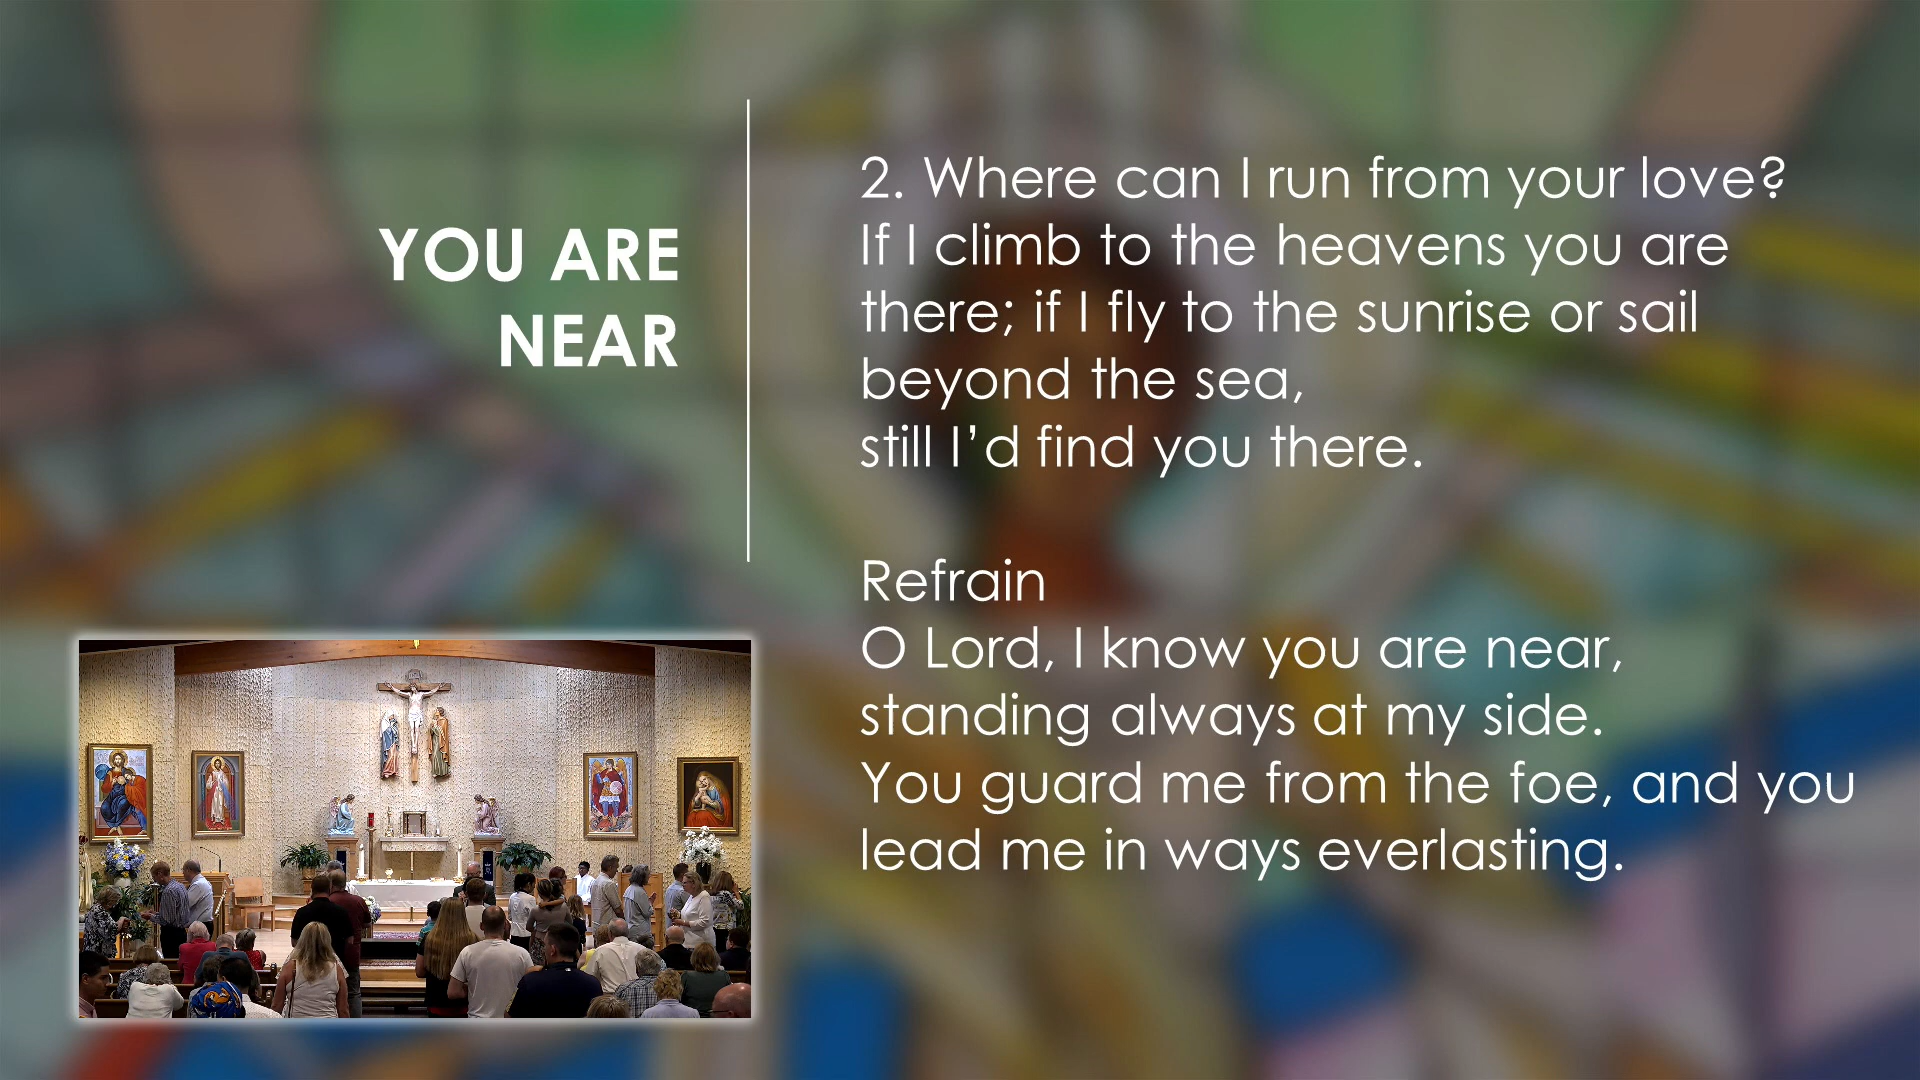 YOU ARE
NEAR
2. Where can I run from your love?
If I climb to the heavens you are
there; if I fly to the sunrise or sail
beyond the sea,
still I’d find you there.
Refrain
O Lord, I know you are near,
standing always at my side.
You guard me from the foe, and you
lead me in ways everlasting.